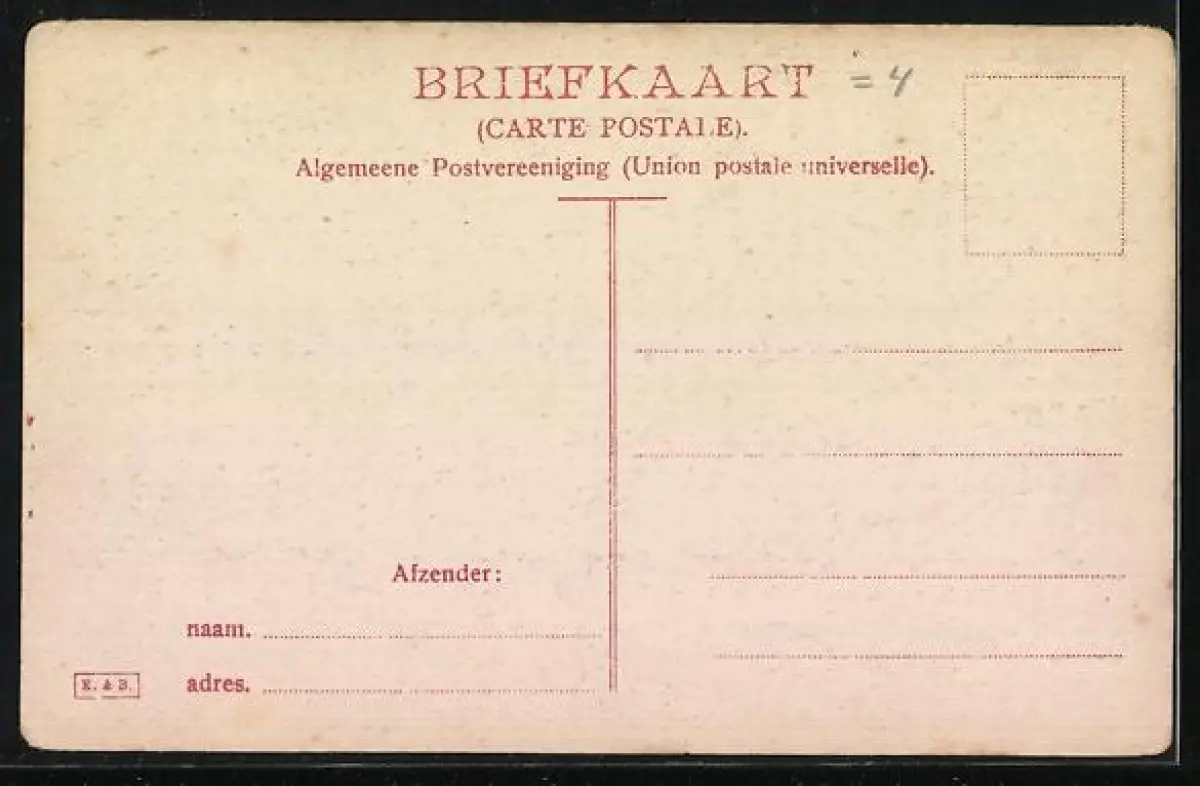 BRIEFKAART = 4
(CARTE POSTALE).
Algemeene Postvereeniging (Union postale universelle).
Afzender:
naam.
adres.
E. & B.